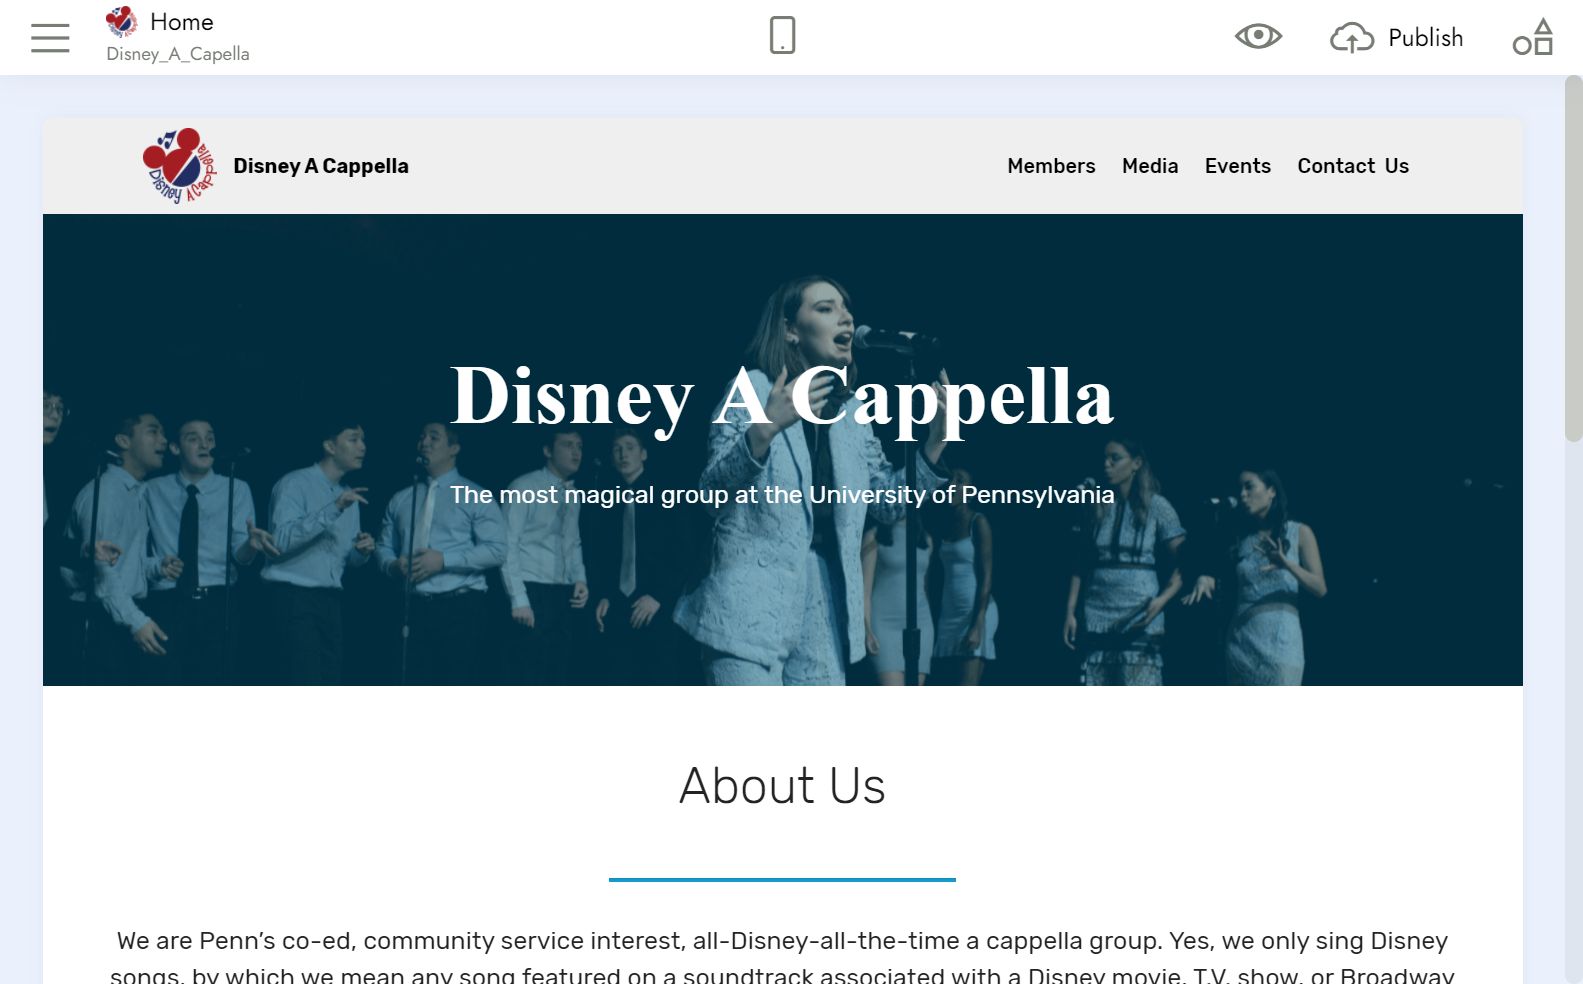 Home
Disney_A_Capella
Publish
Disney A Cappella
Disney A Cappella
Members Media Events Contact Us
Disney A Cappella
The most magical group at the University of Pennsylvania
About Us
We are Penn’s co-ed, community service interest, all-Disney-all-the-time a cappella group. Yes, we only sing Disney
songs, by which we mean any song featured on a soundtrack associated with a Disney movie, T.V. show, or Broadway